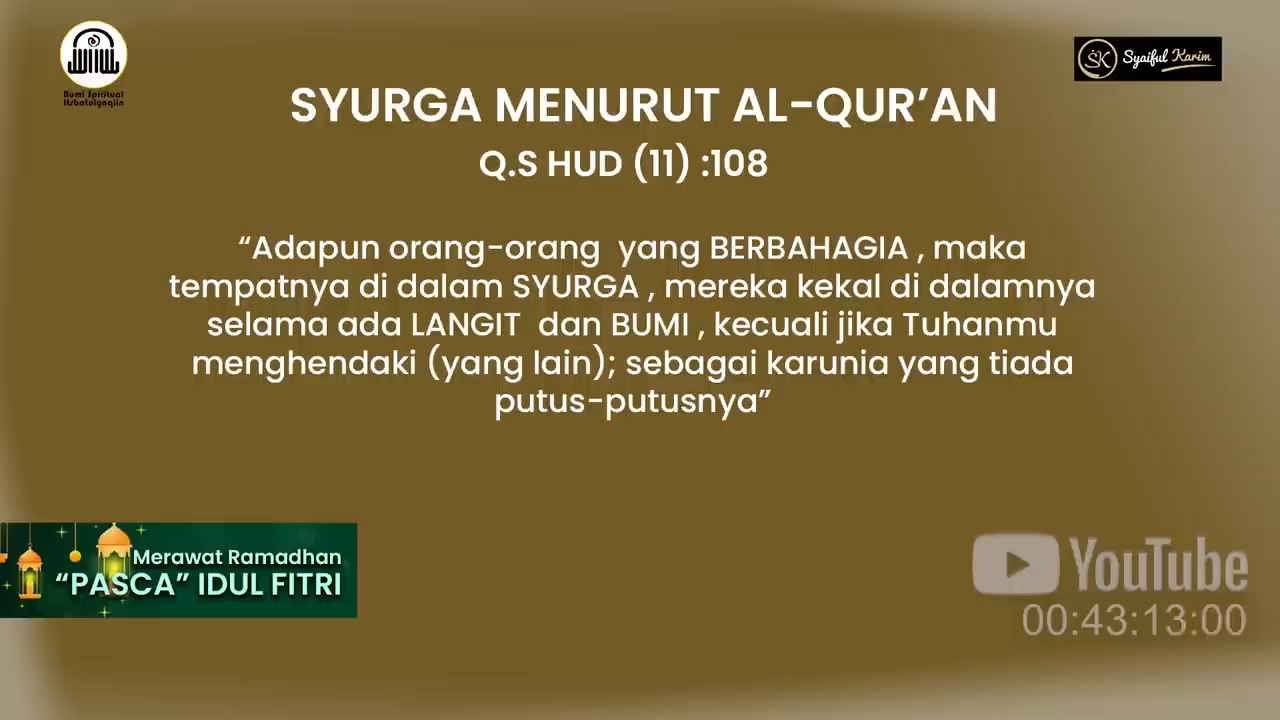 Bumi Spiritual
Itsbatulyaqiin
SK Syaiful Karim
SYURGA MENURUT AL-QUR’AN
Q.S HUD (11) :108
“Adapun orang-orang yang BERBAHAGIA , maka
tempatnya di dalam SYURGA , mereka kekal di dalamnya
selama ada LANGIT dan BUMI , kecuali jika Tuhanmu
menghendaki (yang lain); sebagai karunia yang tiada
putus-putusnya”
Merawat Ramadhan
“PASCA” IDUL FITRI
YouTube
00:43:13:00